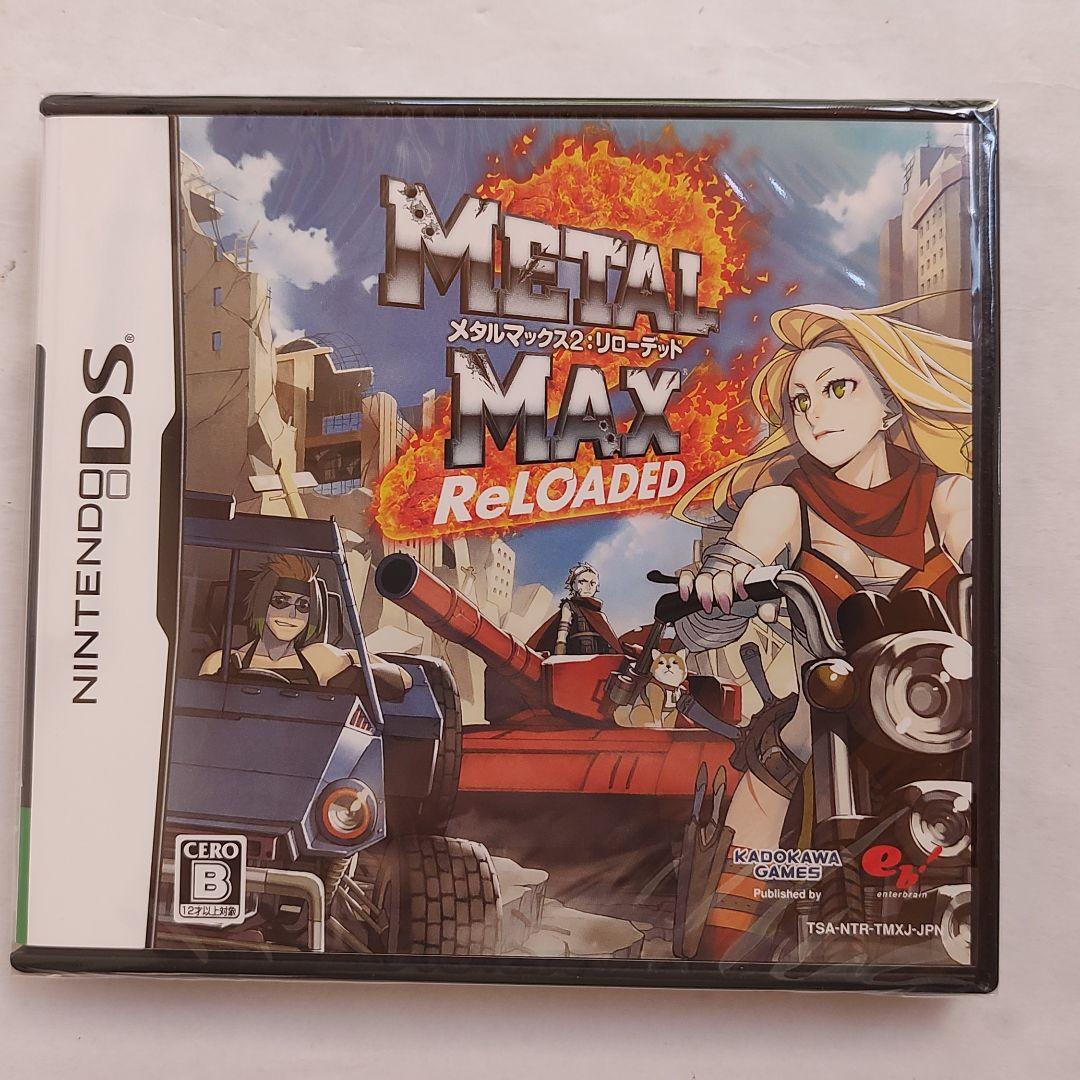 NINTENDO DS®
METAL
メタルマックス2:リローデッド
MAX®
ReLOADED
CERO
B
12才以上対象
KADOKAWA
GAMES
Published by
eb!
enterbrain
TSA-NTR-TMXJ-JPN